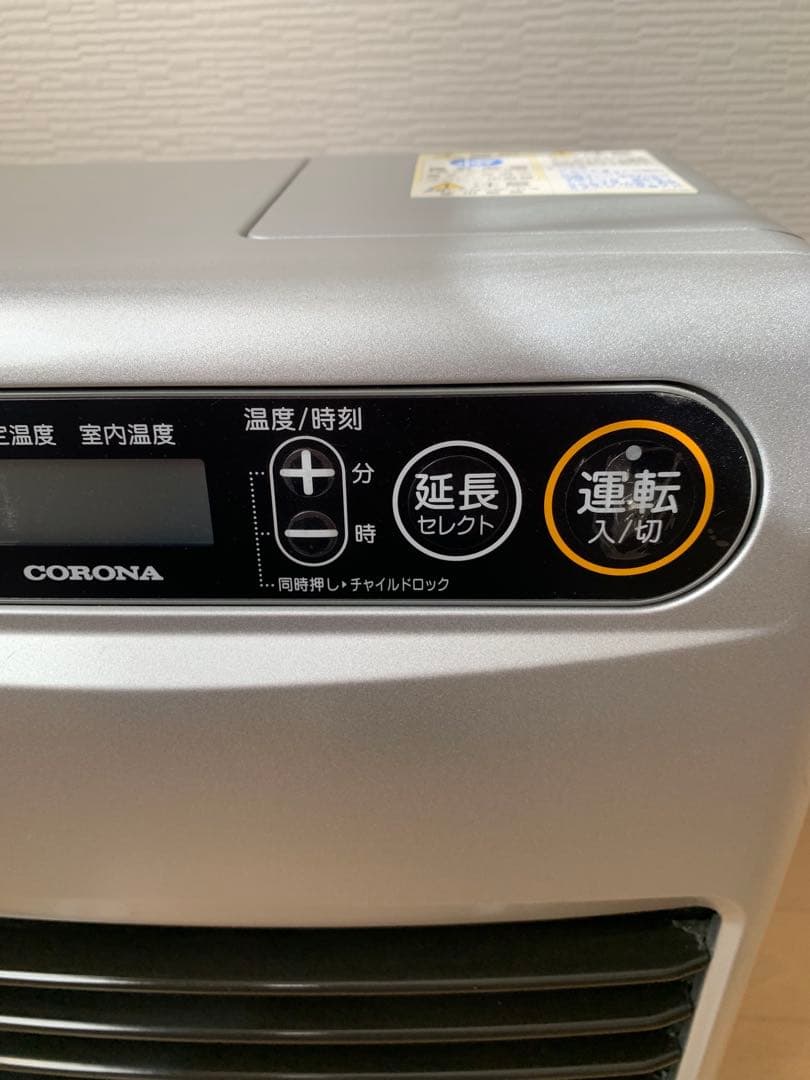 定温度 室内温度
温度/時刻
分
時
延長
セレクト
運転
入/切
CORONA
同時押し▶チャイルドロック